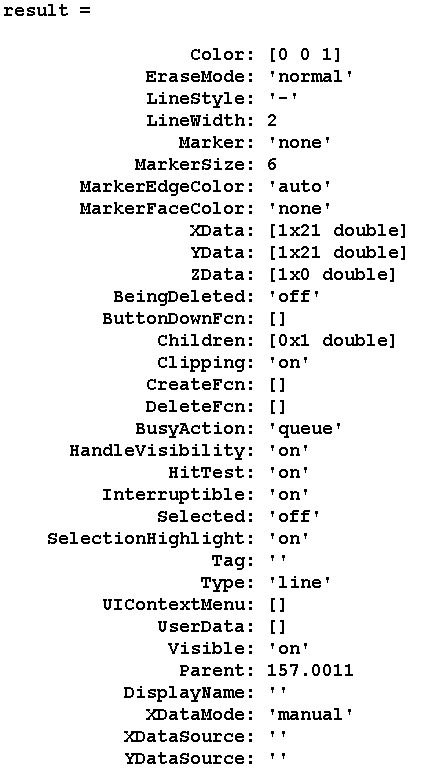 result =
Color: [0 0 1]
EraseMode: 'normal'
LineStyle: '-'
LineWidth: 2
Marker: 'none'
MarkerSize: 6
MarkerEdgeColor: 'auto'
MarkerFaceColor: 'none'
XData: [1x21 double]
YData: [1x21 double]
ZData: [1x0 double]
BeingDeleted: 'off'
ButtonDownFcn: []
Children: [0x1 double]
Clipping: 'on'
CreateFcn: []
DeleteFcn: []
BusyAction: 'queue'
HandleVisibility: 'on'
HitTest: 'on'
Interruptible: 'on'
Selected: 'off'
SelectionHighlight: 'on'
Tag: ''
Type: 'line'
UIContextMenu: []
UserData: []
Visible: 'on'
Parent: 157.0011
DisplayName: ''
XDataMode: 'manual'
XDataSource: ''
YDataSource: ''